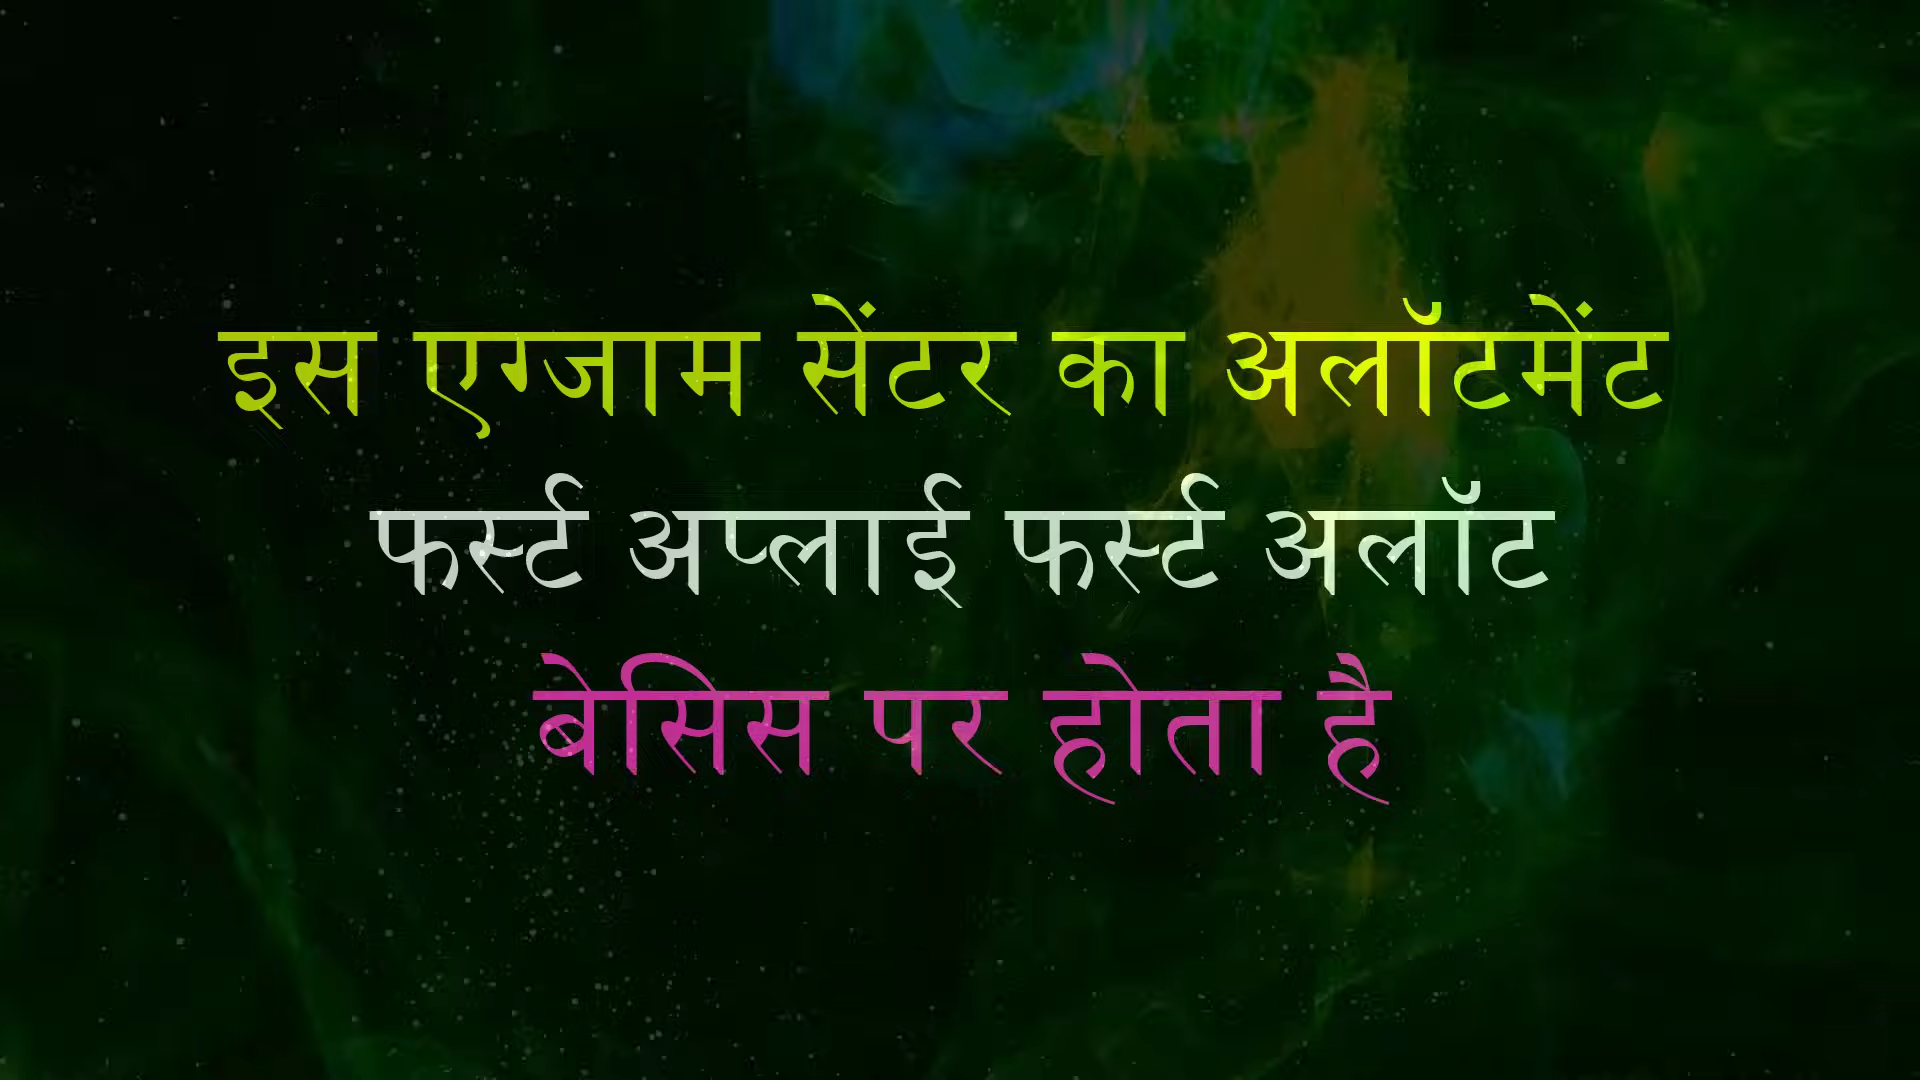 इस एग्जाम सेंटर का अलॉटमेंट
फर्स्ट अप्लाई फर्स्ट अलॉट
बेसिस पर होता है